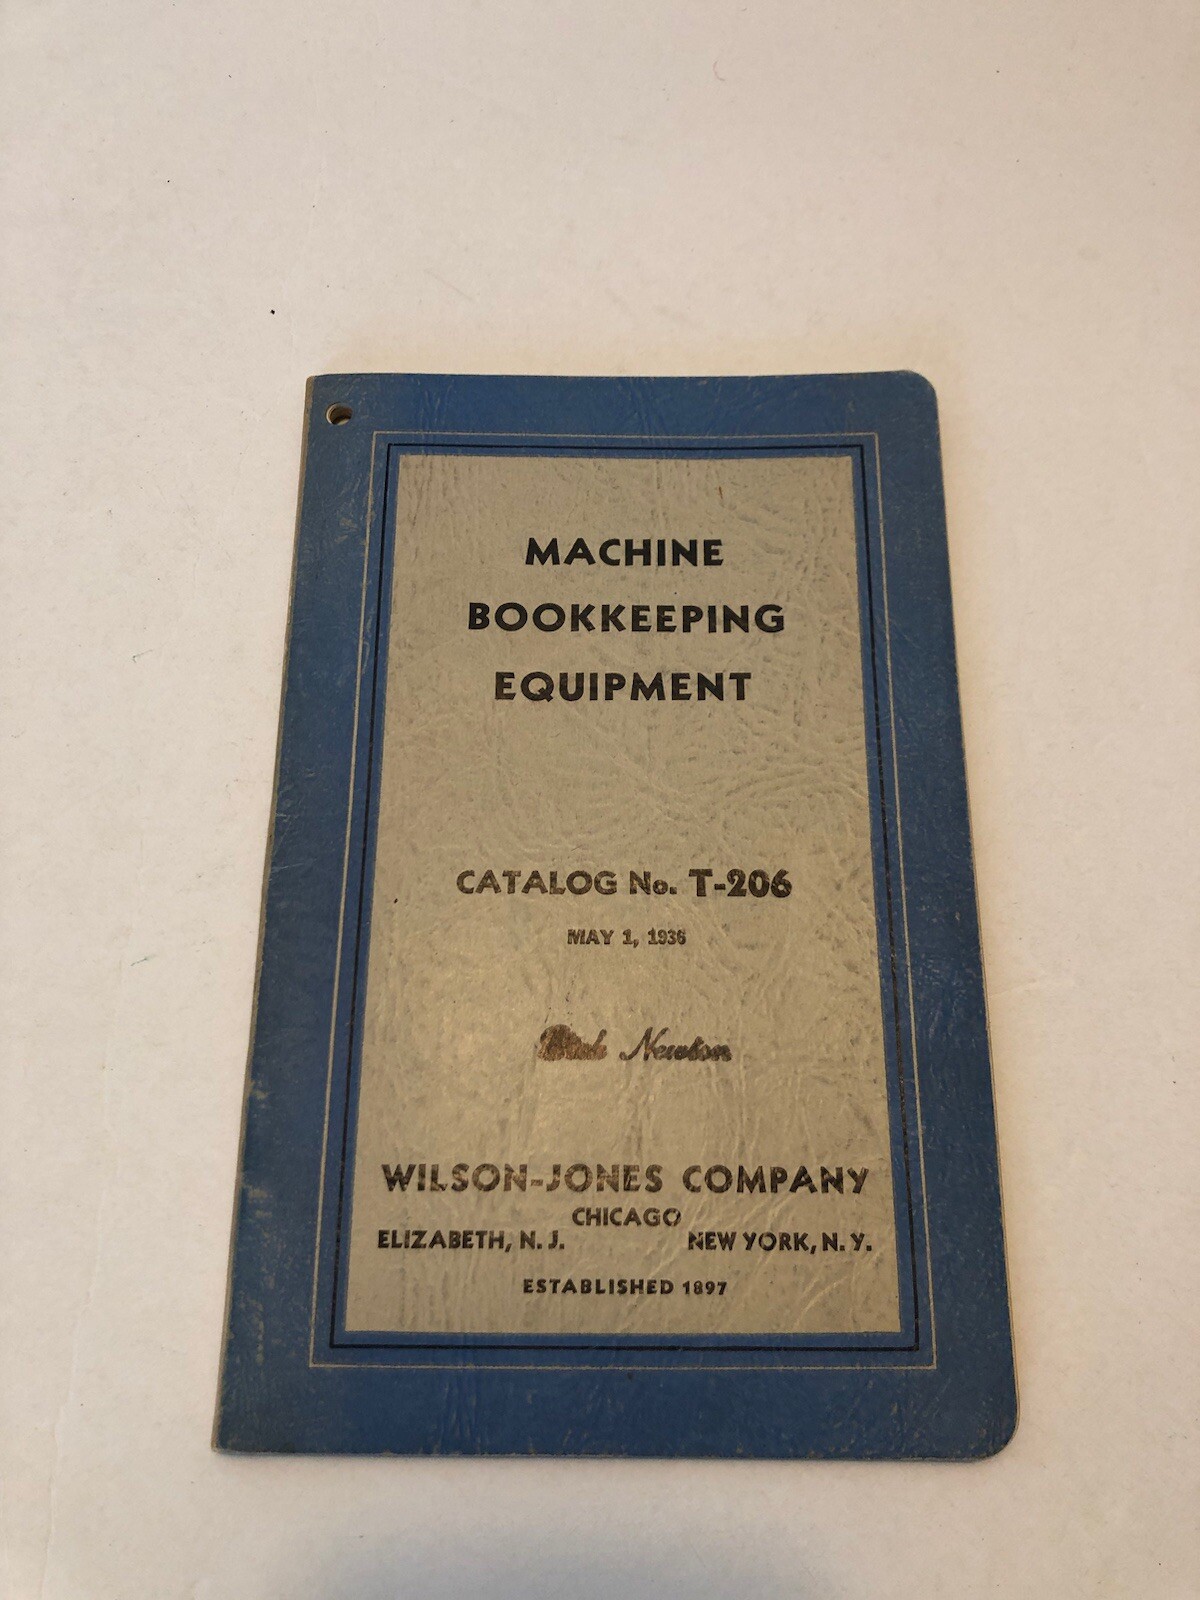 MACHINE
BOOKKEEPING
EQUIPMENT
CATALOG No. T-206
MAY 1, 1936
Newton
WILSON-JONES COMPANY
CHICAGO
ELIZABETH, N. J. NEW YORK, N. Y.
ESTABLISHED 1897